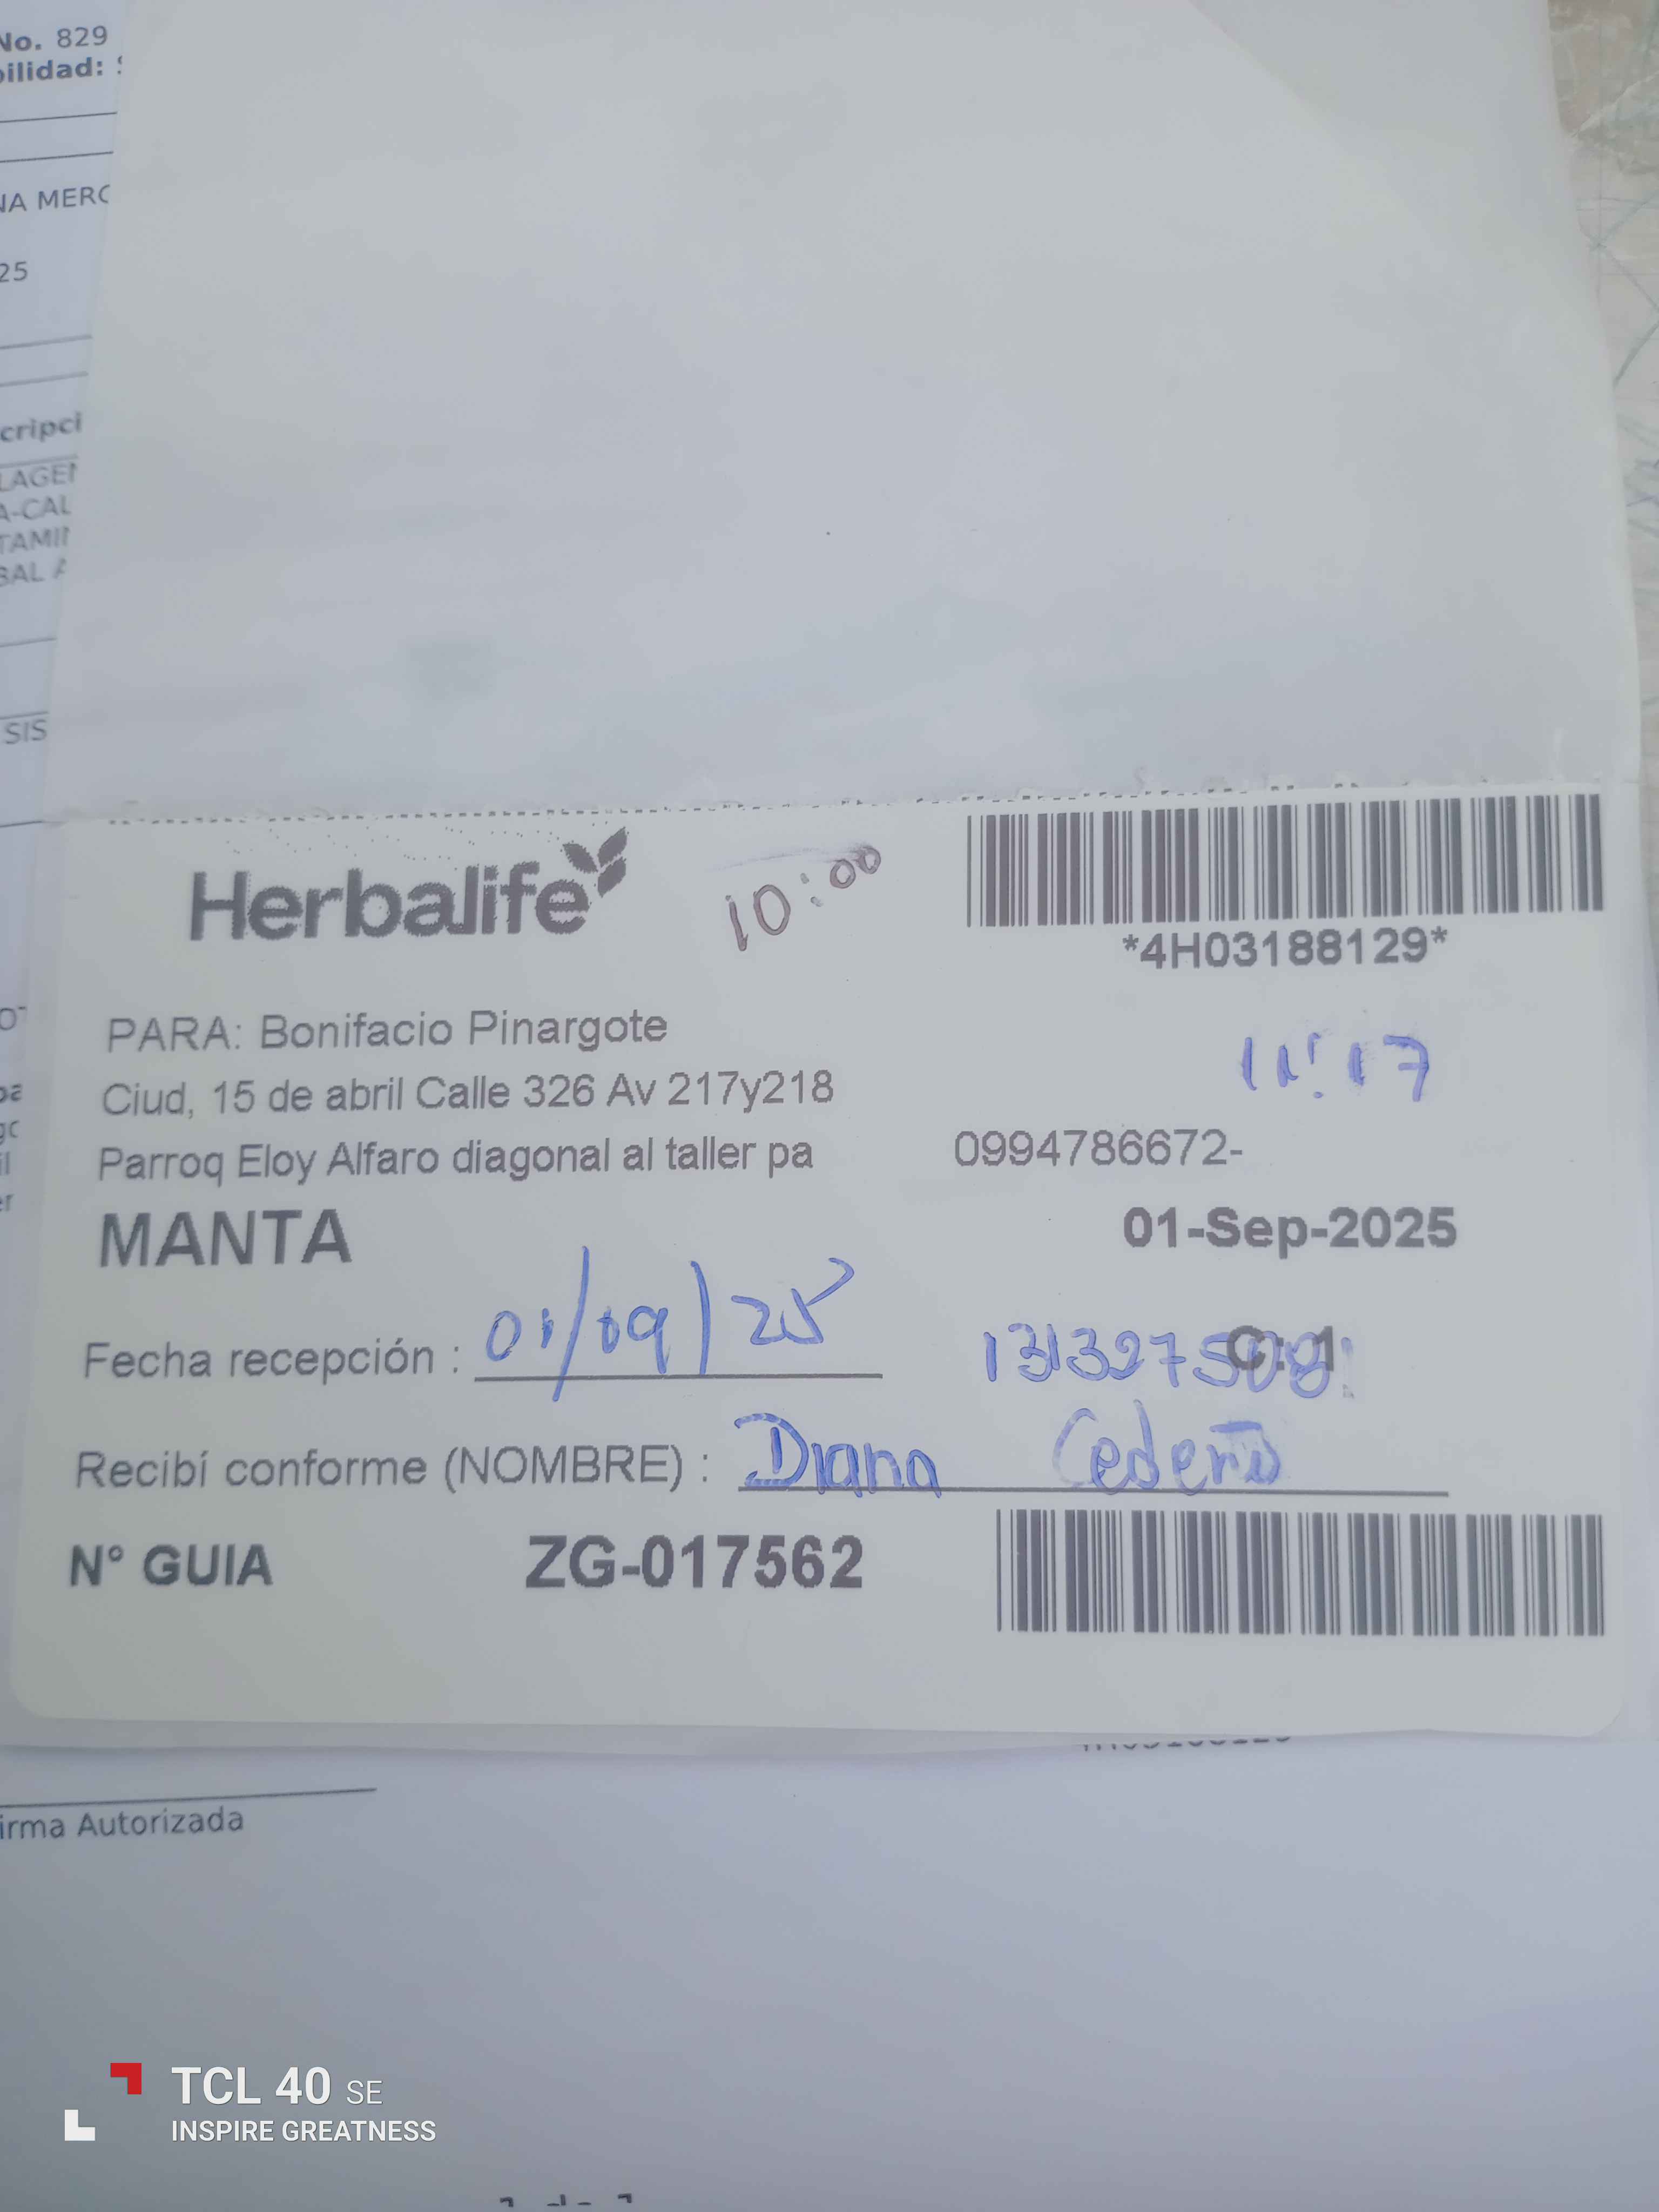 No. 829
bilidad:
NA MERC
25
cripci
LAGEN
A-CAL
TAMIN
BAL A
SIS
Herbalife
10:00
*4H03188129*
PARA: Bonifacio Pinargote
Ciud, 15 de abril Calle 326 Av 217y218
Parroq Eloy Alfaro diagonal al taller pa
0994786672-
MANTA
01-Sep-2025
Fecha recepción : 01/09/25
C: 1
Recibí conforme (NOMBRE) : Diana Cedeño
N° GUIA ZG-017562
irma Autorizada
TCL 40 SE
INSPIRE GREATNESS